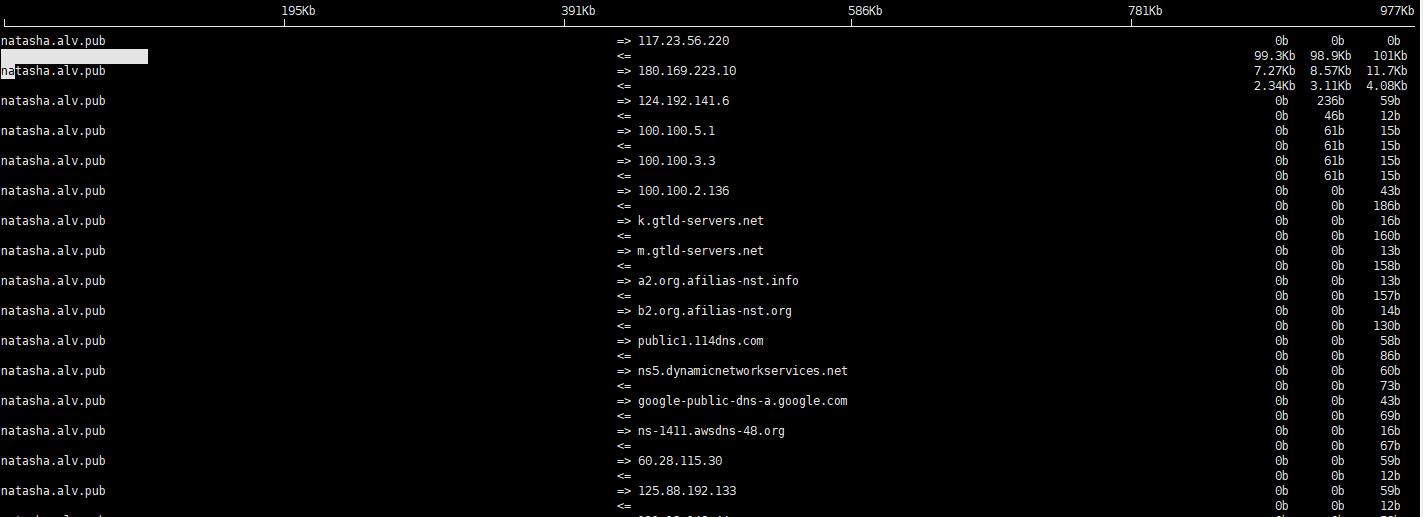 195Kb 391Kb 586Kb 781Kb 977Kb
natasha.alv.pub => 117.23.56.220 0b 0b 0b
<= 99.3Kb 98.9Kb 101Kb
natasha.alv.pub => 180.169.223.10 7.27Kb 8.57Kb 11.7Kb
<= 2.34Kb 3.11Kb 4.08Kb
natasha.alv.pub => 124.192.141.6 0b 236b 59b
<= 0b 46b 12b
natasha.alv.pub => 100.100.5.1 0b 61b 15b
<= 0b 61b 15b
natasha.alv.pub => 100.100.3.3 0b 61b 15b
<= 0b 61b 15b
natasha.alv.pub => 100.100.2.136 0b 0b 43b
<= 0b 0b 186b
natasha.alv.pub => k.gtld-servers.net 0b 0b 16b
<= 0b 0b 160b
natasha.alv.pub => m.gtld-servers.net 0b 0b 13b
<= 0b 0b 158b
natasha.alv.pub => a2.org.afilias-nst.info 0b 0b 13b
<= 0b 0b 157b
natasha.alv.pub => b2.org.afilias-nst.org 0b 0b 14b
<= 0b 0b 130b
natasha.alv.pub => public1.114dns.com 0b 0b 58b
<= 0b 0b 86b
natasha.alv.pub => ns5.dynamicnetworkservices.net 0b 0b 60b
<= 0b 0b 73b
natasha.alv.pub => google-public-dns-a.google.com 0b 0b 43b
<= 0b 0b 69b
natasha.alv.pub => ns-1411.awsdns-48.org 0b 0b 16b
<= 0b 0b 67b
natasha.alv.pub => 60.28.115.30 0b 0b 59b
<= 0b 0b 12b
natasha.alv.pub => 125.88.192.133 0b 0b 59b
<= 0b 0b 12b